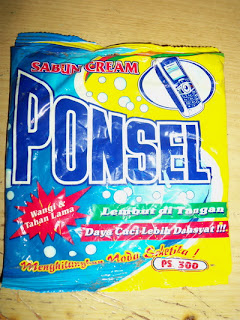 SABUN CREAM
PONSEL
Wangi &
Tahan Lama
Lembut di Tangan
Daya Cuci Lebih Dahsyat !!!
Menghilangkan Noda Seketika !
PS 300